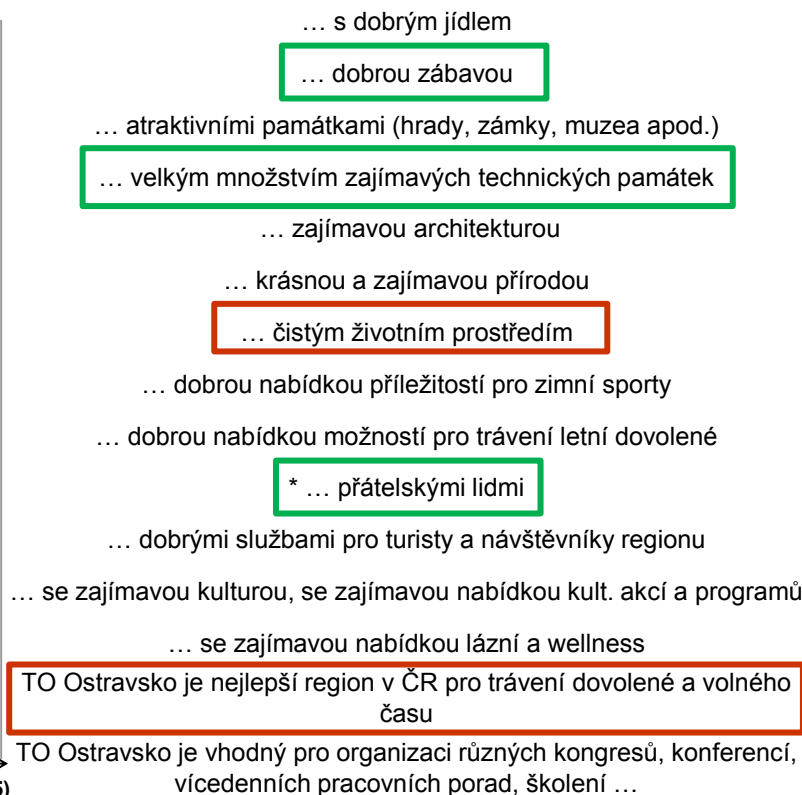 … s dobrým jídlem
… dobrou zábavou
… atraktivními památkami (hrady, zámky, muzea apod.)
… velkým množstvím zajímavých technických památek
… zajímavou architekturou
… krásnou a zajímavou přírodou
… čistým životním prostředím
… dobrou nabídkou příležitostí pro zimní sporty
… dobrou nabídkou možností pro trávení letní dovolené
* … přátelskými lidmi
… dobrými službami pro turisty a návštěvníky regionu
… se zajímavou kulturou, se zajímavou nabídkou kult. akcí a programů
… se zajímavou nabídkou lázní a wellness
TO Ostravsko je nejlepší region v ČR pro trávení dovolené a volného
času
TO Ostravsko je vhodný pro organizaci různých kongresů, konferencí,
vícedenních pracovních porad, školení …